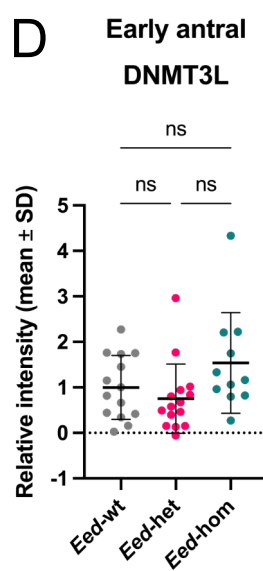 D
Early antral
DNMT3L
ns
ns ns
Relative intensity (mean ± SD)
5
4
3
2
1
0
-1
Eed-wt
Eed-het
Eed-hom